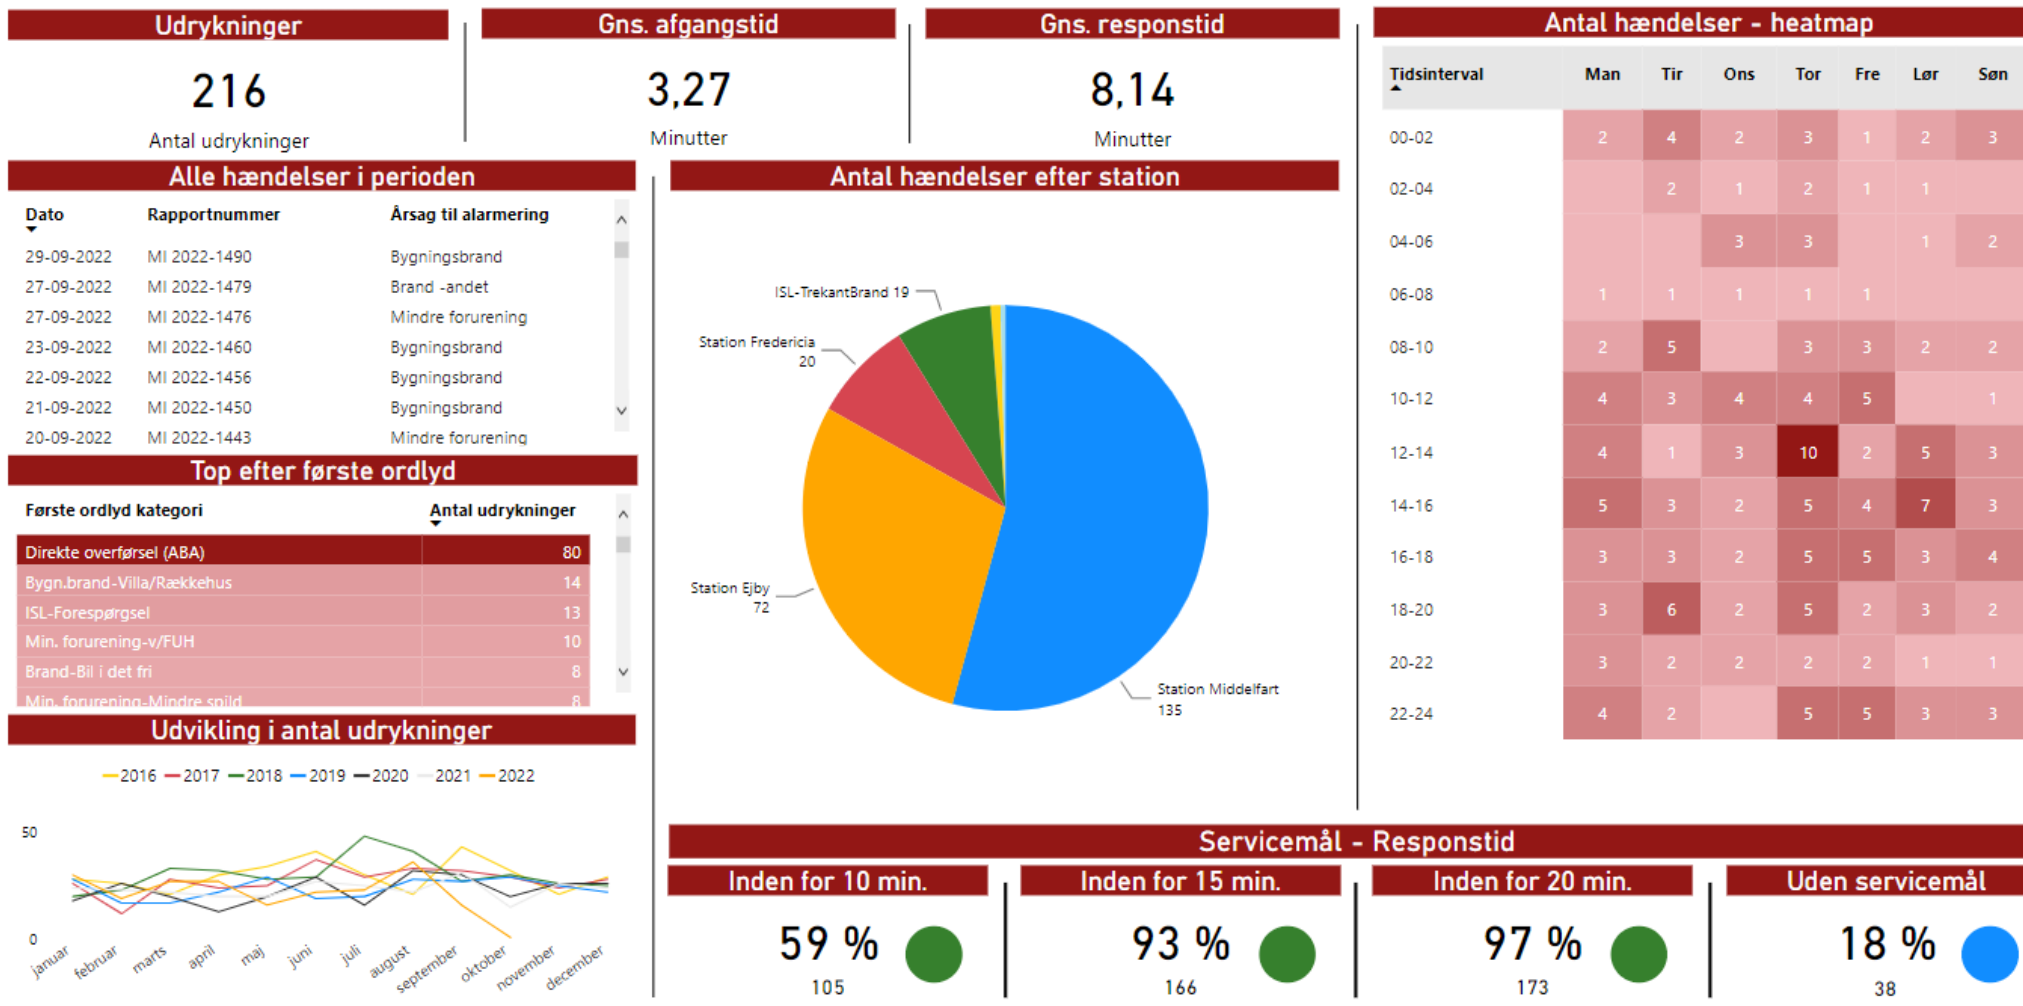 Udrykninger
216
Antal udrykninger
Gns. afgangstid
3,27
Minutter
Gns. responstid
8,14
Minutter
Alle hændelser i perioden
Dato Rapportnummer Årsag til alarmering
29-09-2022 MI 2022-1490 Bygningsbrand
27-09-2022 MI 2022-1479 Brand -andet
27-09-2022 MI 2022-1476 Mindre forurening
23-09-2022 MI 2022-1460 Bygningsbrand
22-09-2022 MI 2022-1456 Bygningsbrand
21-09-2022 MI 2022-1450 Bygningsbrand
20-09-2022 MI 2022-1443 Mindre forurening
Top efter første ordlyd
Første ordlyd kategori Antal udrykninger
Direkte overførsel (ABA) 80
Bygn.brand-Villa/Rækkehus 14
ISL-Forespørgsel 13
Min. forurening-v/FUH 10
Brand-Bil i det fri 8
Min. forurening-Mindre spild 8
Udvikling i antal udrykninger
2016 2017 2018 2019 2020 2021 2022
50
0
januar februar marts april maj juni juli august september oktober november december
Antal hændelser efter station
ISL-TrekantBrand 19
Station Fredericia
20
Station Ejby
72
Station Middelfart
135
Antal hændelser - heatmap
Tidsinterval Man Tir Ons Tor Fre Lør Søn
00-02 2 4 2 3 1 2 3
02-04 2 1 2 1 1
04-06 3 3 1 2
06-08 1 1 1 1 1
08-10 2 5 3 3 2 2
10-12 4 3 4 4 5 1
12-14 4 1 3 10 2 5 3
14-16 5 3 2 5 4 7 3
16-18 3 3 2 5 5 3 4
18-20 3 6 2 5 2 3 2
20-22 3 2 2 2 2 1 1
22-24 4 2 5 5 3 3
Servicemål - Responstid
Inden for 10 min.
59 %
105
Inden for 15 min.
93 %
166
Inden for 20 min.
97 %
173
Uden servicemål
18 %
38